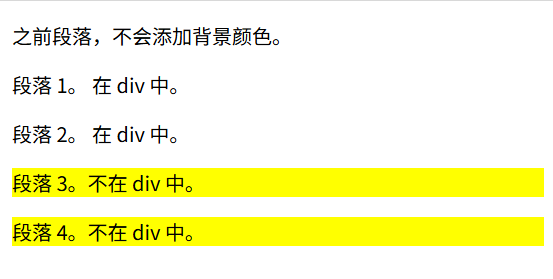 之前段落，不会添加背景颜色。
段落 1。 在 div 中。
段落 2。 在 div 中。
段落 3。不在 div 中。
段落 4。不在 div 中。